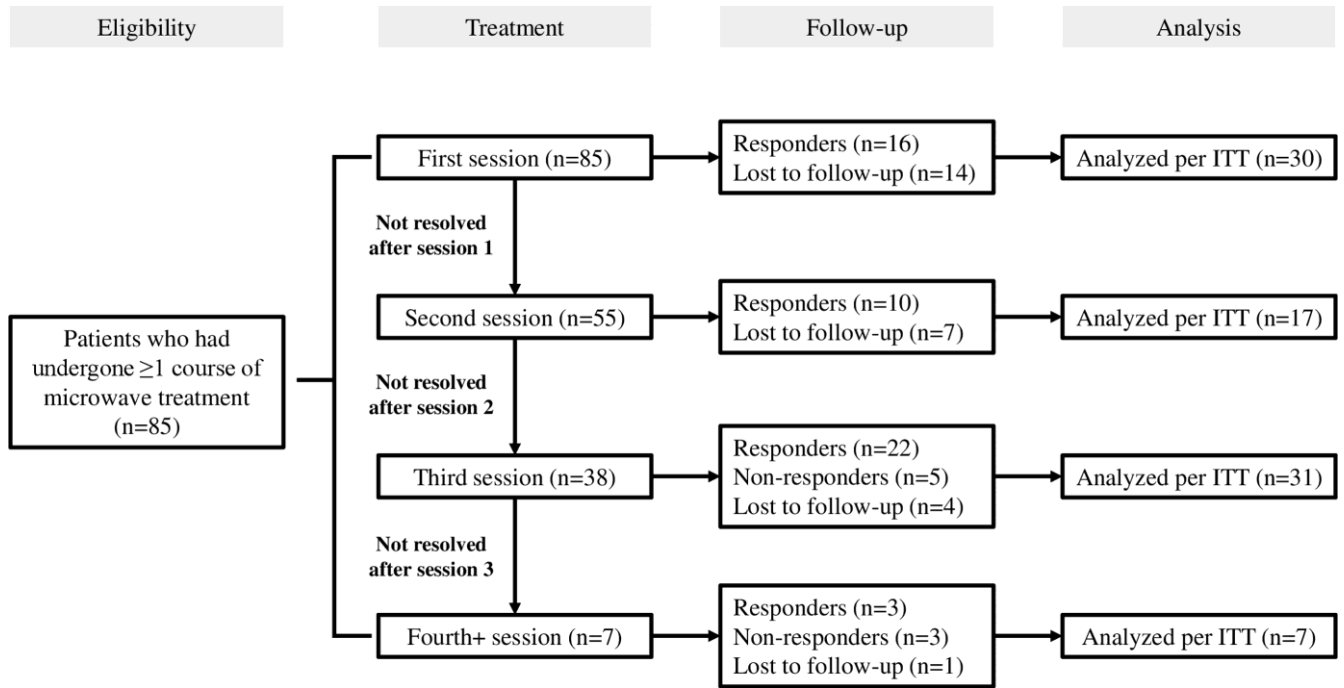 Eligibility
Treatment
Follow-up
Analysis
Patients who had
undergone ≥1 course of
microwave treatment
(n=85)
First session (n=85)
Responders (n=16)
Lost to follow-up (n=14)
Analyzed per ITT (n=30)
Not resolved
after session 1
Second session (n=55)
Responders (n=10)
Lost to follow-up (n=7)
Analyzed per ITT (n=17)
Not resolved
after session 2
Third session (n=38)
Responders (n=22)
Non-responders (n=5)
Lost to follow-up (n=4)
Analyzed per ITT (n=31)
Not resolved
after session 3
Fourth+ session (n=7)
Responders (n=3)
Non-responders (n=3)
Lost to follow-up (n=1)
Analyzed per ITT (n=7)